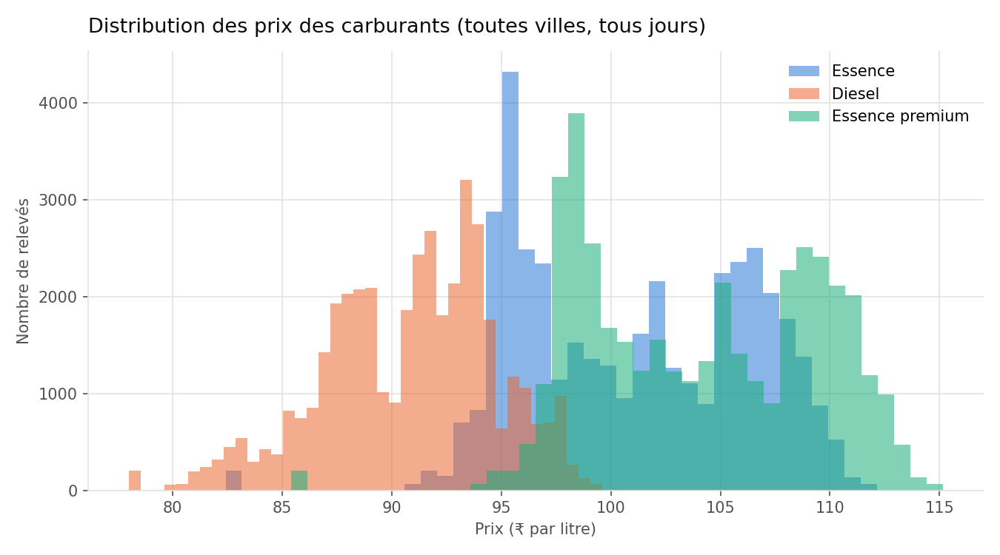 Distribution des prix des carburants (toutes villes, tous jours)
Essence
Diesel
Essence premium
Nombre de relevés
4000
3000
2000
1000
0
80 85 90 95 100 105 110 115
Prix (₹ par litre)